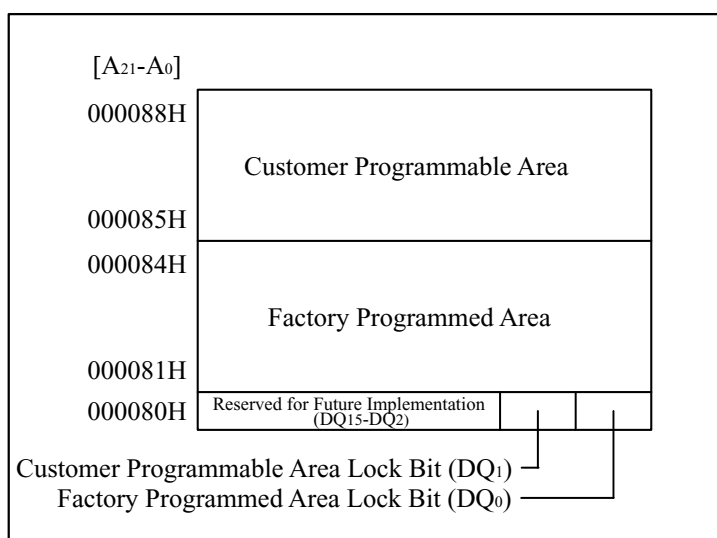 [A21-A0]
000088H
Customer Programmable Area
000085H
000084H
Factory Programmed Area
000081H
000080H
Reserved for Future Implementation
(DQ15-DQ2)
Customer Programmable Area Lock Bit (DQ1)
Factory Programmed Area Lock Bit (DQ0)